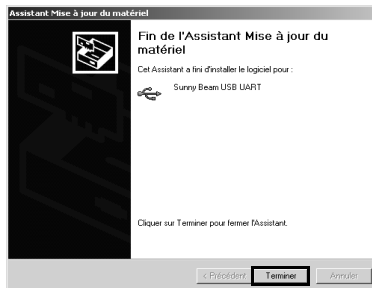 Assistant Mise à jour du matériel
Fin de l'Assistant Mise à jour du
matériel
Cet Assistant a fini d'installer le logiciel pour :
Sunny Beam USB UART
Cliquer sur Terminer pour fermer l'Assistant.
< Précédent
Terminer
Annuler